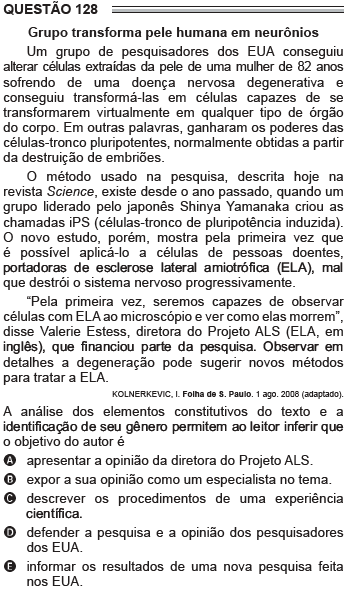 QUESTÃO 128
Grupo transforma pele humana em neurônios
Um grupo de pesquisadores dos EUA conseguiu
alterar células extraídas da pele de uma mulher de 82 anos
sofrendo de uma doença nervosa degenerativa e
conseguiu transformá-las em células capazes de se
transformarem virtualmente em qualquer tipo de órgão
do corpo. Em outras palavras, ganharam os poderes das
células-tronco pluripotentes, normalmente obtidas a partir
da destruição de embriões.
O método usado na pesquisa, descrita hoje na
revista Science, existe desde o ano passado, quando um
grupo liderado pelo japonês Shinya Yamanaka criou as
chamadas iPS (células-tronco de pluripotência induzida).
O novo estudo, porém, mostra pela primeira vez que
é possível aplicá-lo a células de pessoas doentes,
portadoras de esclerose lateral amiotrófica (ELA), mal
que destrói o sistema nervoso progressivamente.
“Pela primeira vez, seremos capazes de observar
células com ELA ao microscópio e ver como elas morrem”,
disse Valerie Estess, diretora do Projeto ALS (ELA, em
inglês), que financiou parte da pesquisa. Observar em
detalhes a degeneração pode sugerir novos métodos
para tratar a ELA.
KOLNERKEVIC, I. Folha de S. Paulo. 1 ago. 2008 (adaptado).
A análise dos elementos constitutivos do texto e a
identificação de seu gênero permitem ao leitor inferir que
o objetivo do autor é
A apresentar a opinião da diretora do Projeto ALS.
B expor a sua opinião como um especialista no tema.
C descrever os procedimentos de uma experiência
científica.
D defender a pesquisa e a opinião dos pesquisadores
dos EUA.
E informar os resultados de uma nova pesquisa feita
nos EUA.